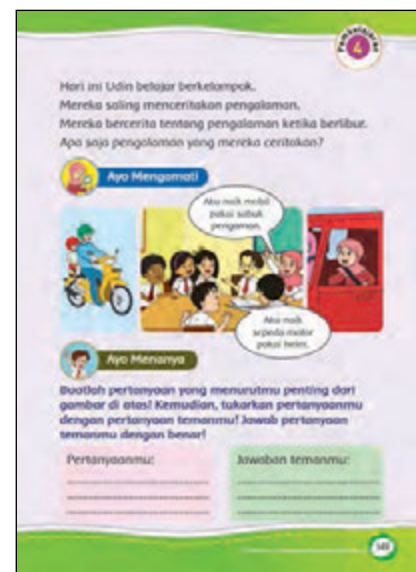 Pembelajaran
4
Hari ini Udin belajar berkelompok.
Mereka saling menceritakan pengalaman.
Mereka bercerita tentang pengalaman ketika berlibur.
Apa saja pengalaman yang mereka ceritakan?
Ayo Mengamati
Aku naik mobil
pakai sabuk
pengaman.
Aku naik
sepeda motor
pakai helm.
Ayo Menanya
Buatlah pertanyaan yang menurutmu penting dari
gambar di atas! Kemudian, tukarkan pertanyaanmu
dengan pertanyaan temanmu! Jawab pertanyaan
temanmu dengan benar!
Pertanyaanmu:
Jawaban temanmu: